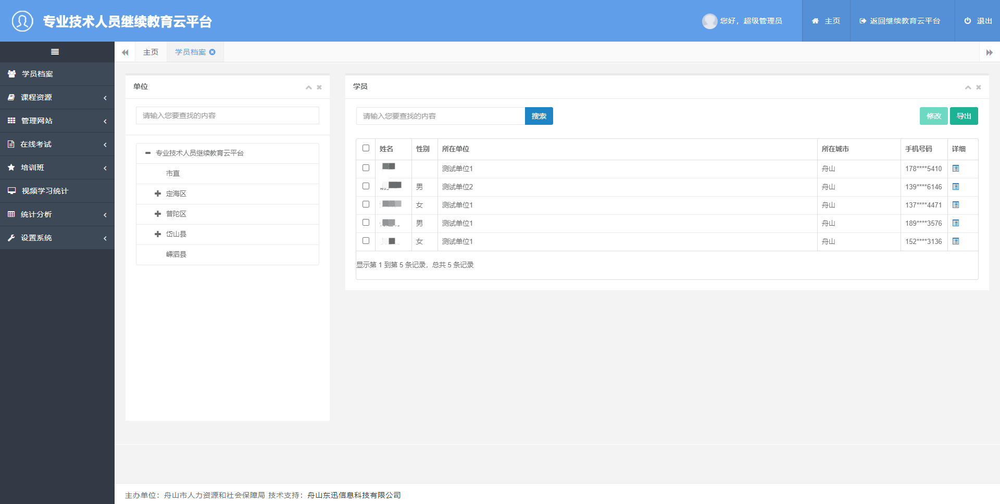 专业技术人员继续教育云平台
您好，超级管理员
主页
返回继续教育云平台
退出
主页
学员档案
学员档案
课程资源
管理网站
在线考试
培训班
视频学习统计
统计分析
设置系统
单位
请输入您要查找的内容
专业技术人员继续教育云平台
市直
定海区
普陀区
岱山县
嵊泗县
学员
请输入您要查找的内容 搜索 修改 导出
姓名 性别 所在单位 所在城市 手机号码 详细
测试单位1 舟山 178****5410
男 测试单位2 舟山 139****6146
女 测试单位1 舟山 137****4471
男 测试单位1 舟山 189****3576
女 测试单位1 舟山 152****3136
显示第 1 到第 5 条记录，总共 5 条记录
主办单位：舟山市人力资源和社会保障局 技术支持：舟山东迅信息科技有限公司